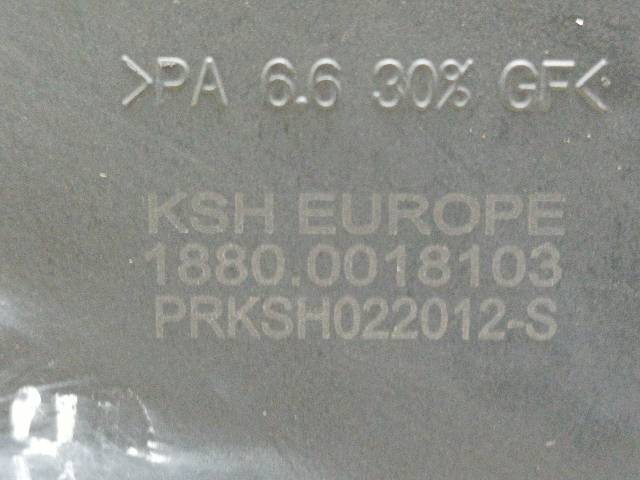 >PA 6.6 30% GF<
KSH EUROPE
1880.0018103
PRKSH022012-S